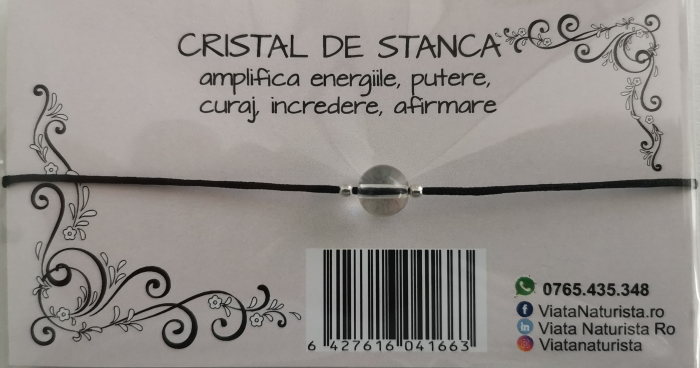 CRISTAL DE STANCA
amplifica energiile, putere,
curaj, incredere, afirmare
6 427616 041663
0765.435.348
ViataNaturista.ro
Viata Naturista Ro
Viatanaturista